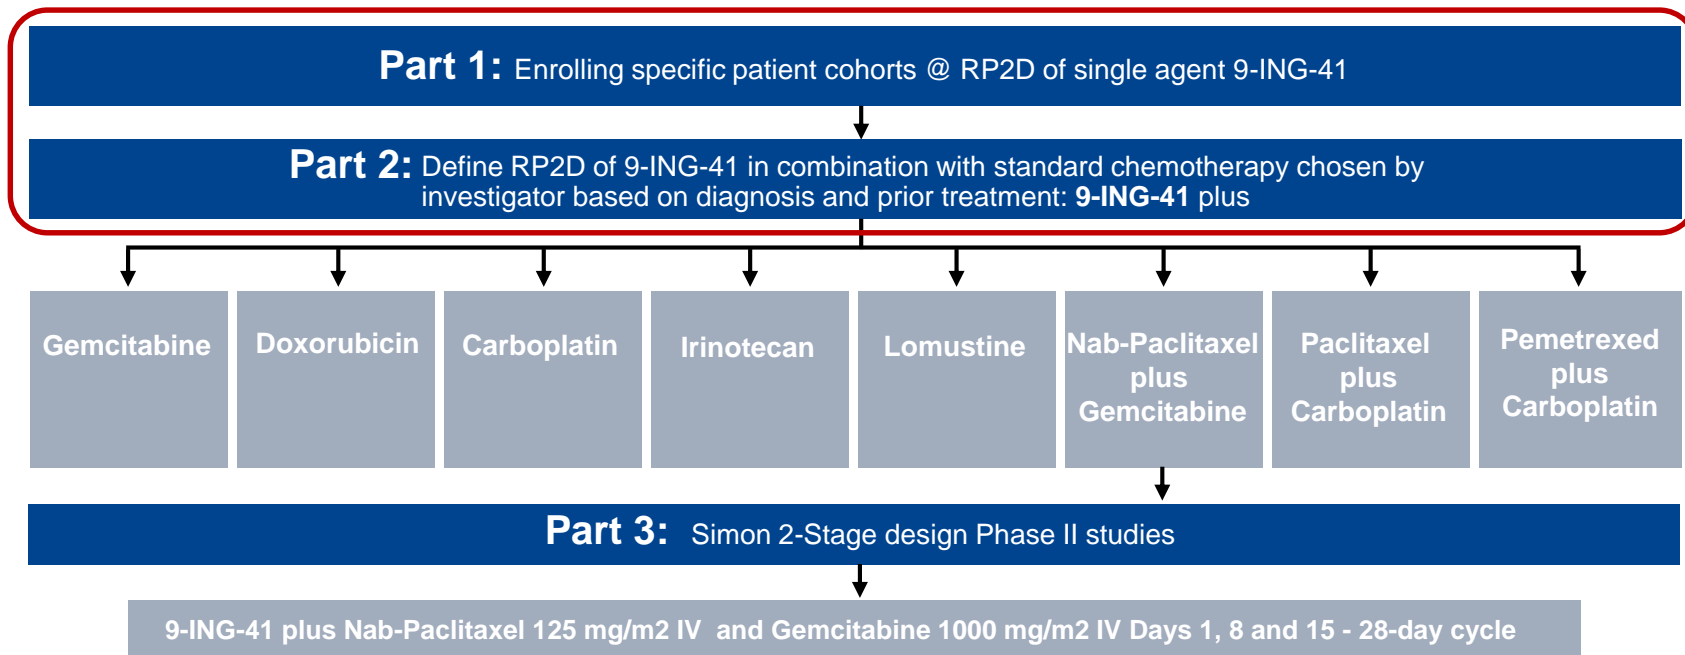 Part 1: Enrolling specific patient cohorts @ RP2D of single agent 9-ING-41
Part 2: Define RP2D of 9-ING-41 in combination with standard chemotherapy chosen by
investigator based on diagnosis and prior treatment: 9-ING-41 plus
Gemcitabine
Doxorubicin
Carboplatin
Irinotecan
Lomustine
Nab-Paclitaxel
plus
Gemcitabine
Paclitaxel
plus
Carboplatin
Pemetrexed
plus
Carboplatin
Part 3: Simon 2-Stage design Phase II studies
9-ING-41 plus Nab-Paclitaxel 125 mg/m2 IV and Gemcitabine 1000 mg/m2 IV Days 1, 8 and 15 - 28-day cycle